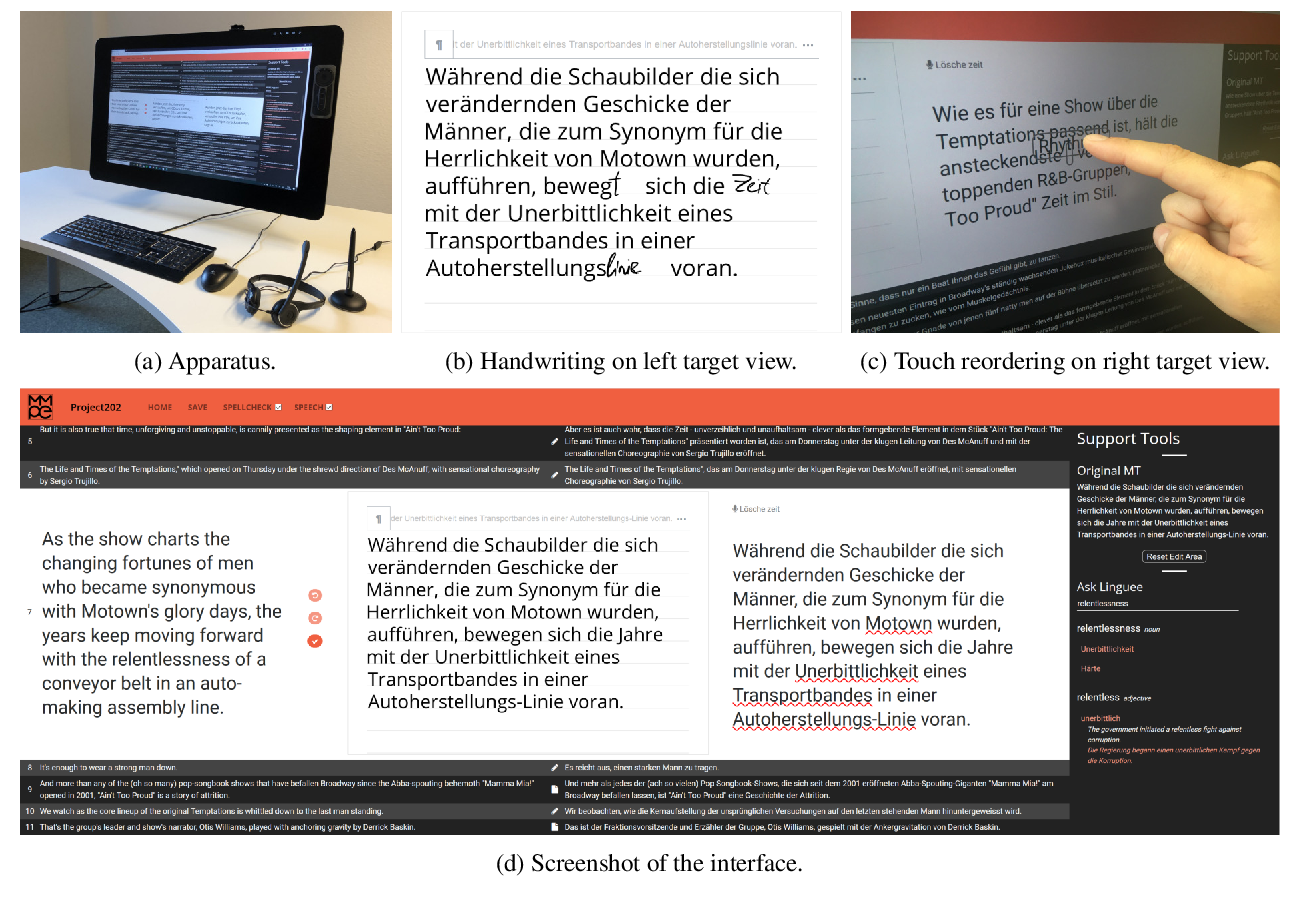 ¶ t der Unerbittlichkeit eines Transportbandes in einer Autoherstellungslinie voran. ...
Während die Schaubilder die sich
verändernden Geschicke der
Männer, die zum Synonym für die
Herrlichkeit von Motown wurden,
aufführen, bewegt sich die Zeit
mit der Unerbittlichkeit eines
Transportbandes in einer
Autoherstellungslinie voran.
Support Tools
Lösche zeit
Wie es für eine Show über die
Temptations passend ist, hält die
ansteckendste
toppenden R&B-Gruppen,
Too Proud" Zeit im Stil.
(a) Apparatus.
(b) Handwriting on left target view.
(c) Touch reordering on right target view.
MMPE Project202 HOME SAVE SPELLCHECK SPEECH
5 But it is also true that time, unforgiving and unstoppable, is cannily presented as the shaping element in "Ain't Too Proud:
Aber es ist auch wahr, dass die Zeit - unverzeihlich und unaufhaltsam - clever als das formgebende Element in dem Stück "Ain't Too Proud: The
Life and Times of the Temptations" präsentiert worden ist, das am Donnerstag unter der klugen Leitung von Des McAnuff und mit der
sensationellen Choreographie von Sergio Trujillo eröffnet.
6 The Life and Times of the Temptations," which opened on Thursday under the shrewd direction of Des McAnuff, with sensational choreography
by Sergio Trujillo.
The Life and Times of the Temptations", das am Donnerstag unter der klugen Regie von Des McAnuff eröffnet, mit sensationellen
Choreographie von Sergio Trujillo.
7
As the show charts the
changing fortunes of men
who became synonymous
with Motown's glory days, the
years keep moving forward
with the relentlessness of a
conveyor belt in an auto-
making assembly line.
¶ der Unerbittlichkeit eines Transportbandes in einer Autoherstellungs-Linie voran. ...
Während die Schaubilder die sich
verändernden Geschicke der
Männer, die zum Synonym für die
Herrlichkeit von Motown wurden,
aufführen, bewegen sich die Jahre
mit der Unerbittlichkeit eines
Transportbandes in einer
Autoherstellungs-Linie voran.
Lösche zeit
Während die Schaubilder die sich
verändernden Geschicke der
Männer, die zum Synonym für die
Herrlichkeit von Motown wurden,
aufführen, bewegen sich die Jahre
mit der Unerbittlichkeit eines
Transportbandes in einer
Autoherstellungs-Linie voran.
Support Tools
Original MT
Während die Schaubilder die sich verändernden
Geschicke der Männer, die zum Synonym für die
Herrlichkeit von Motown wurden, aufführen, bewegen
sich die Jahre mit der Unerbittlichkeit eines
Transportbandes in einer Autoherstellungs-Linie voran.
Reset Edit Area
Ask Linguee
relentlessness
relentlessness noun
Unerbittlichkeit
Härte
relentless adjective
unerbittlich
The government initiated a relentless fight against
corruption
Die Regierung begann einen unerbittlichen Kampf gegen
die Korruption.
8 It's enough to wear a strong man down.
Es reicht aus, einen starken Mann zu tragen.
9 And more than any of the (oh so many) pop-songbook shows that have befallen Broadway since the Abba-spouting behemoth "Mamma Mia!"
opened in 2001, "Ain't Too Proud" is a story of attrition.
Und mehr als jedes der (ach so vielen) Pop Songbook-Shows, die sich seit dem 2001 eröffneten Abba-Spouting-Giganten "Mamma Mia!" am
Broadway befallen lassen, ist "Ain't Too Proud" eine Geschichte der Attrition.
10 We watch as the core lineup of the original Temptations is whittled down to the last man standing.
Wir beobachten, wie die Kernaufstellung der ursprünglichen Versuchungen auf den letzten stehenden Mann hinuntergeweisst wird.
11 That's the group's leader and show's narrator, Otis Williams, played with anchoring gravity by Derrick Baskin.
Das ist der Fraktionsvorsitzende und Erzähler der Gruppe, Otis Williams, gespielt mit der Ankergravitation von Derrick Baskin.
(d) Screenshot of the interface.